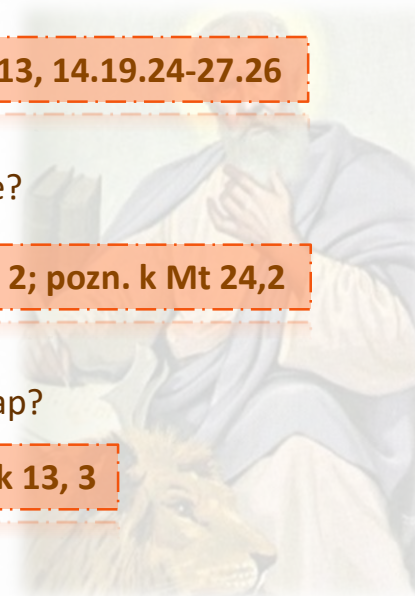 13, 14.19.24-27.26
e?
2; pozn. k Mt 24,2
ap?
k 13, 3